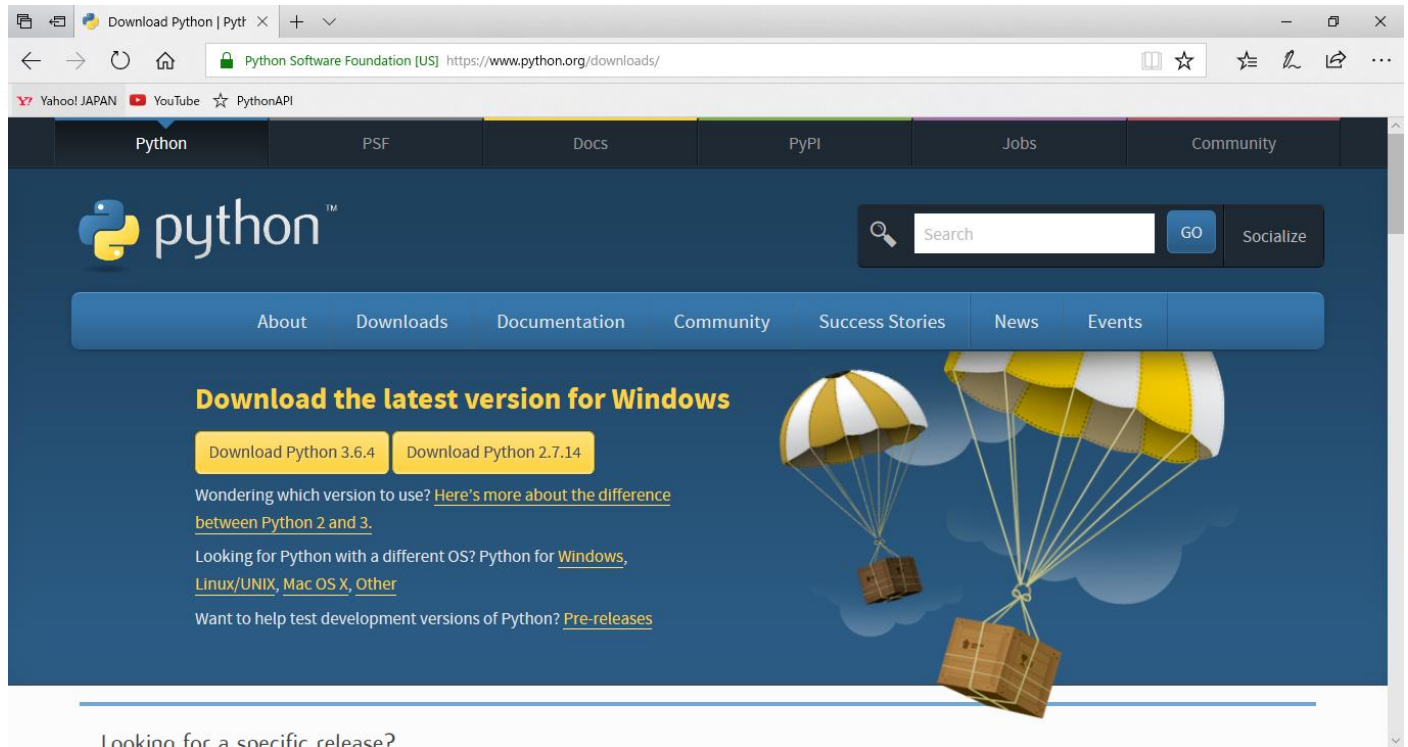 Download Python | Pyth
Python Software Foundation [US] https://www.python.org/downloads/
Yahoo! JAPAN YouTube PythonAPI
Python PSF Docs PyPI Jobs Community
python™
Search GO Socialize
About Downloads Documentation Community Success Stories News Events
Download the latest version for Windows
Download Python 3.6.4 Download Python 2.7.14
Wondering which version to use? Here's more about the difference
between Python 2 and 3.
Looking for Python with a different OS? Python for Windows,
Linux/UNIX, Mac OS X, Other
Want to help test development versions of Python? Pre-releases
Looking for a specific release?